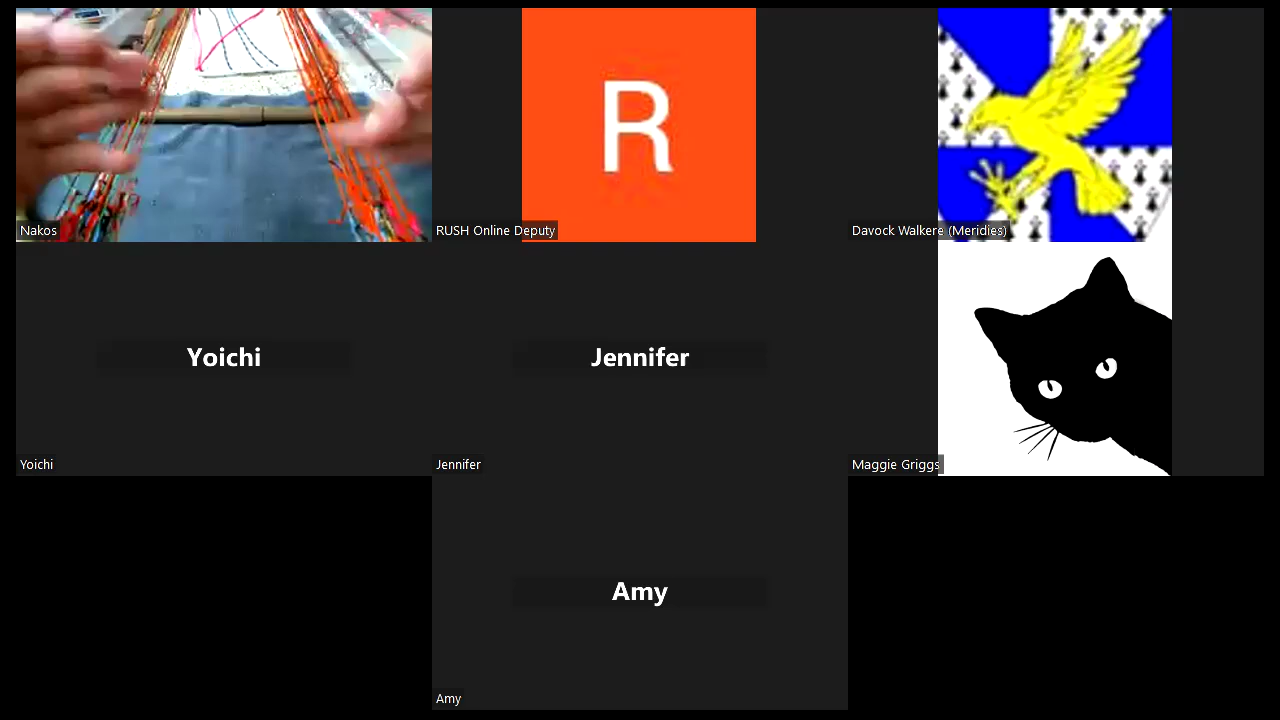 Nakos
R
RUSH Online Deputy
Davock Walkere (Meridies)
Yoichi
Yoichi
Jennifer
Jennifer
Maggie Griggs
Amy
Amy